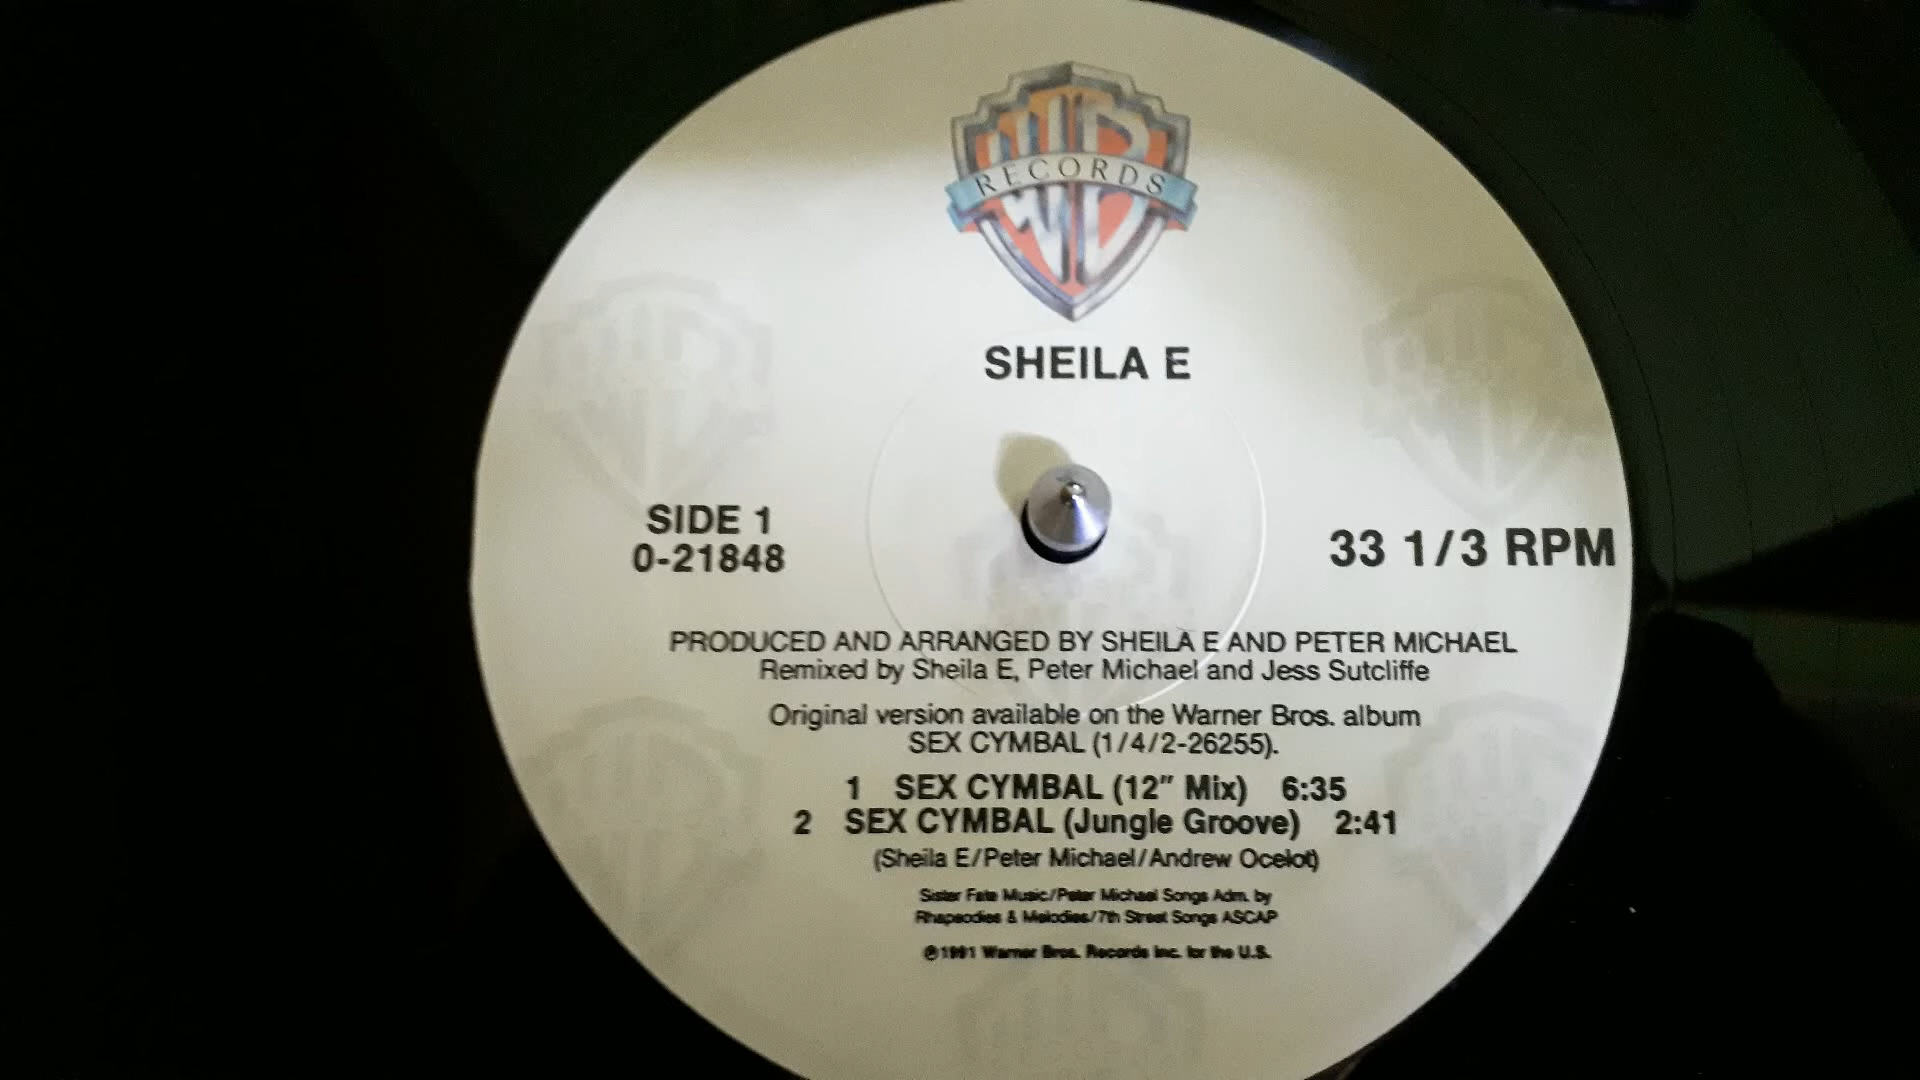 RECORDS
SHEILA E
SIDE 1
0-21848
33 1/3 RPM
PRODUCED AND ARRANGED BY SHEILA E AND PETER MICHAEL
Remixed by Sheila E, Peter Michael and Jess Sutcliffe
Original version available on the Warner Bros. album
SEX CYMBAL (1/4/2-26255).
1 SEX CYMBAL (12" Mix) 6:35
2 SEX CYMBAL (Jungle Groove) 2:41
(Sheila E/Peter Michael/Andrew Ocelot)
Sister Fate Music/Peter Michael Songs Adm. by
Rhapsodies & Melodies/7th Street Songs ASCAP
℗1991 Warner Bros. Records Inc. for the U.S.